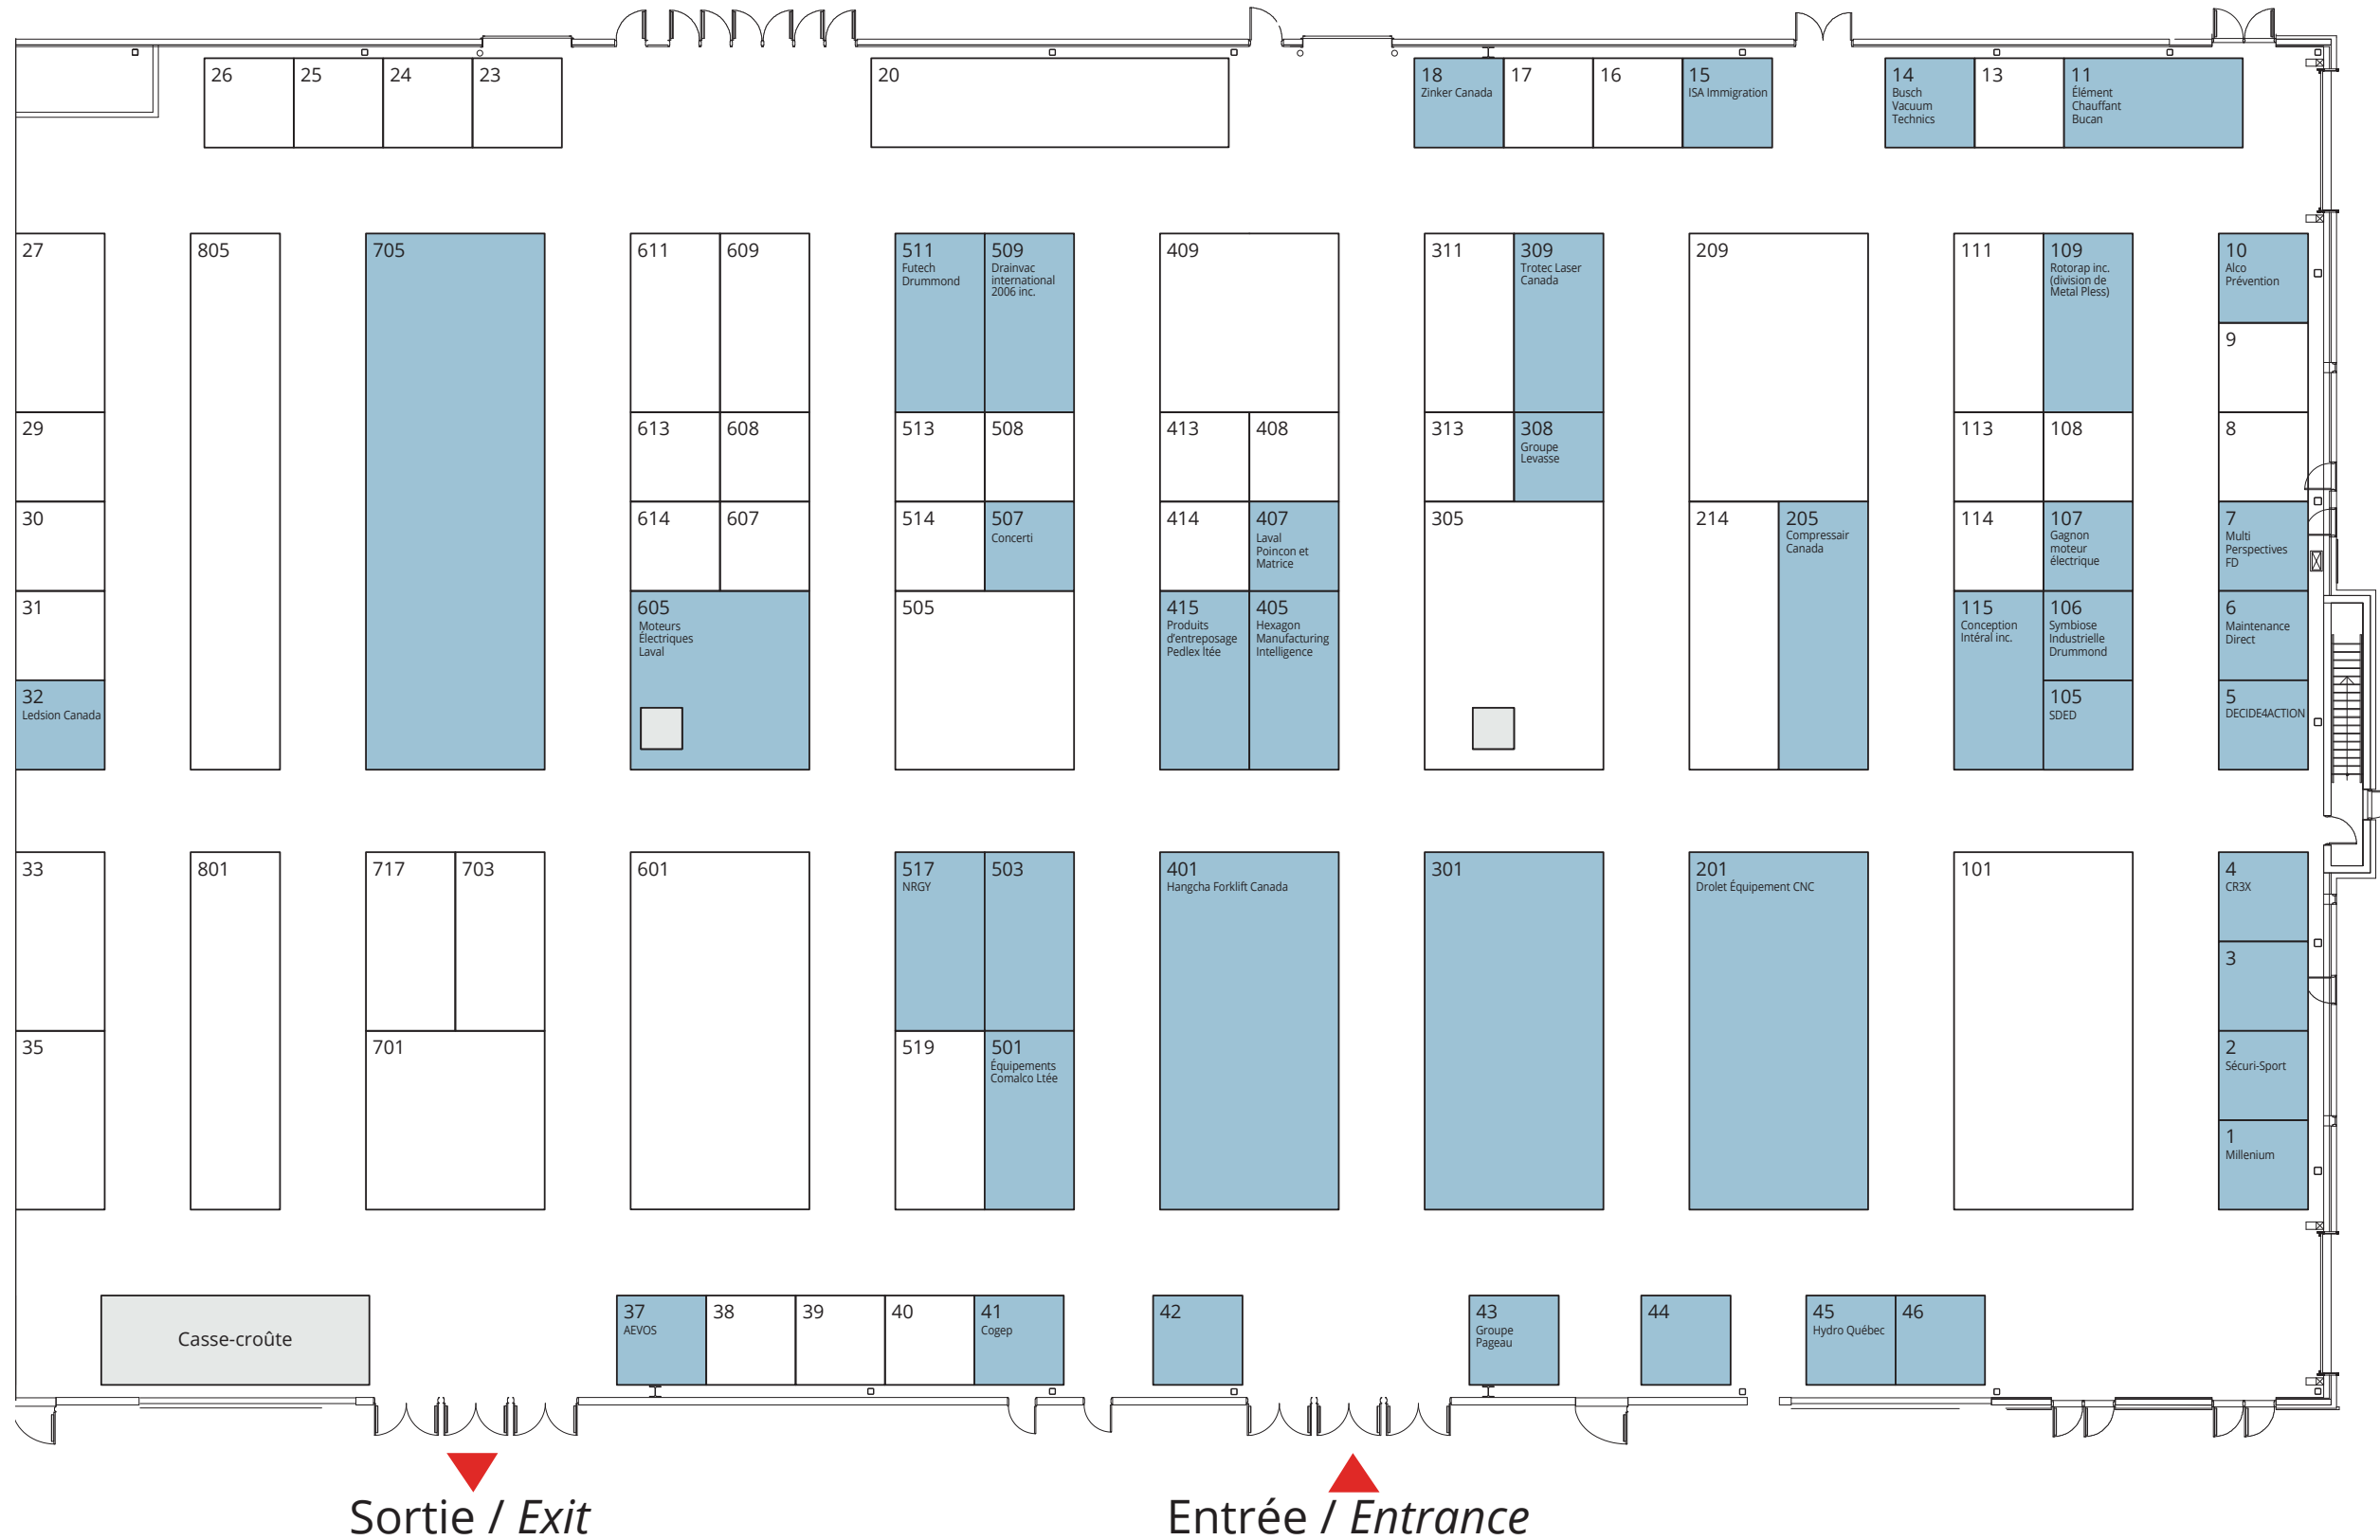 26
25
24
23
20
18
Zinker Canada
17
16
15
ISA Immigration
14
Busch
Vacuum
Technics
13
11
Élément
Chauffant
Bucan
27
805
705
611
609
511
Futech
Drummond
509
Drainvac
international
2006 inc.
409
311
309
Trotec Laser
Canada
209
111
109
Rotorap inc.
(division de
Metal Pless)
10
Alco
Prévention
9
29
613
608
513
508
413
408
313
308
Groupe
Levasse
113
108
8
30
614
607
514
507
Concerti
414
407
Laval
Poincon et
Matrice
305
214
205
Compressair
Canada
114
107
Gagnon
moteur
électrique
7
Multi
Perspectives
FD
31
605
Moteurs
Électriques
Laval
505
415
Produits
d'entreposage
Pedlex ltée
405
Hexagon
Manufacturing
Intelligence
115
Conception
Intéral inc.
106
Symbiose
Industrielle
Drummond
6
Maintenance
Direct
32
Ledsion Canada
105
SDED
5
DECIDE4ACTION
33
801
717
703
601
517
NRGY
503
401
Hangcha Forklift Canada
301
201
Drolet Équipement CNC
101
4
CR3X
3
35
701
519
501
Équipements
Comalco Ltée
2
Sécuri-Sport
1
Millenium
Casse-croûte
37
AEVOS
38
39
40
41
Cogep
42
43
Groupe
Pageau
44
45
Hydro Québec
46
Sortie / Exit
Entrée / Entrance